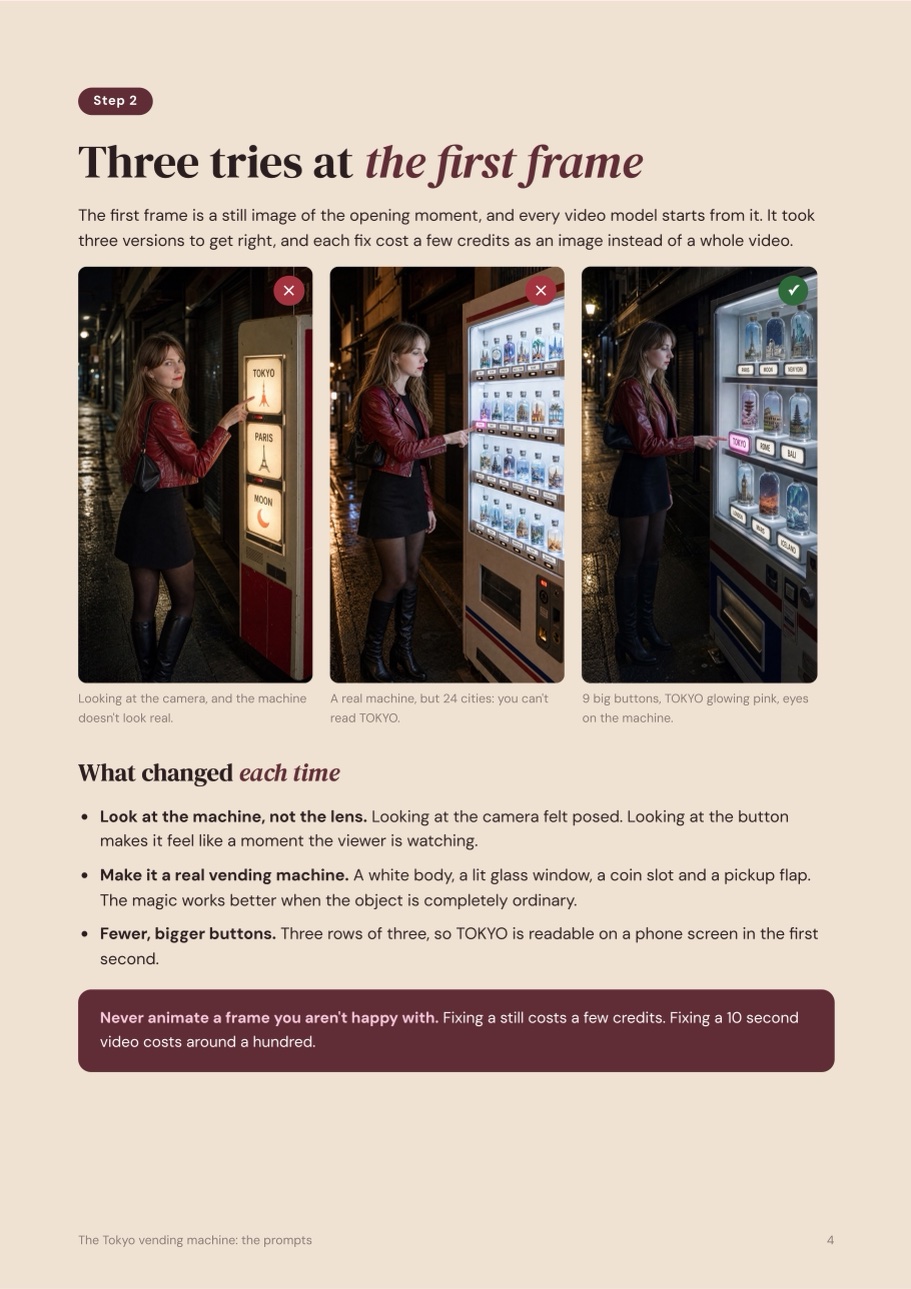 Step 2
Three tries at the first frame
The first frame is a still image of the opening moment, and every video model starts from it. It took
three versions to get right, and each fix cost a few credits as an image instead of a whole video.
TOKYO
PARIS
MOON
PARIS
MOON
NEW YORK
TOKYO
ROME
BALI
LONDON
MARS
ICELAND
Looking at the camera, and the machine
doesn't look real.
A real machine, but 24 cities: you can't
read TOKYO.
9 big buttons, TOKYO glowing pink, eyes
on the machine.
What changed each time
• Look at the machine, not the lens. Looking at the camera felt posed. Looking at the button
makes it feel like a moment the viewer is watching.
• Make it a real vending machine. A white body, a lit glass window, a coin slot and a pickup flap.
The magic works better when the object is completely ordinary.
• Fewer, bigger buttons. Three rows of three, so TOKYO is readable on a phone screen in the first
second.
Never animate a frame you aren't happy with. Fixing a still costs a few credits. Fixing a 10 second
video costs around a hundred.
The Tokyo vending machine: the prompts
4